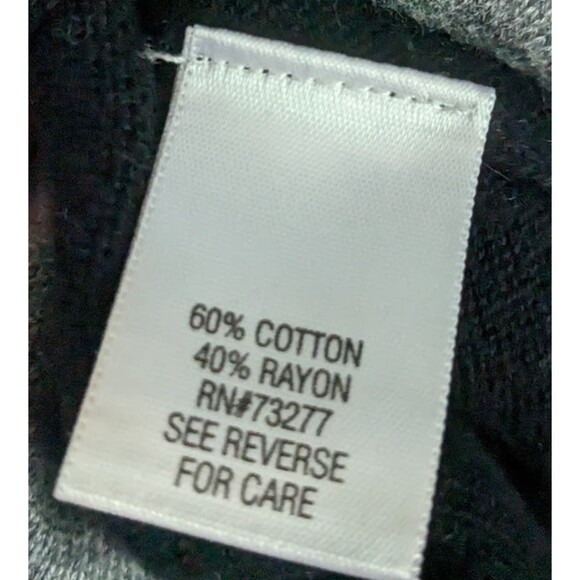 60% COTTON
40% RAYON
RN#73277
SEE REVERSE
FOR CARE